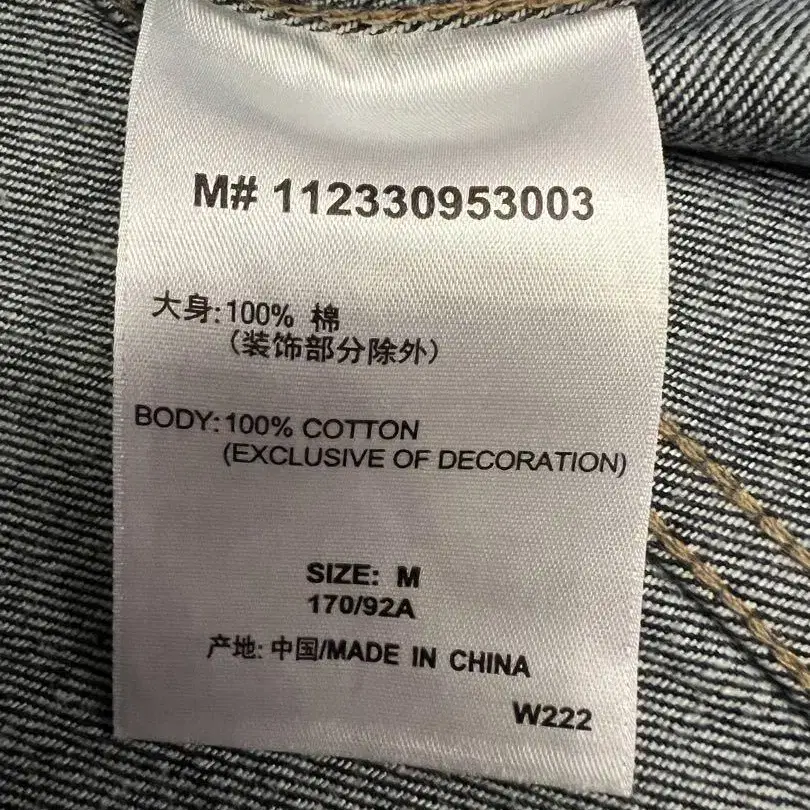 M# 112330953003
大身:100% 棉
(装饰部分除外)
BODY:100% COTTON
(EXCLUSIVE OF DECORATION)
SIZE: M
170/92A
产地: 中国/MADE IN CHINA
W222